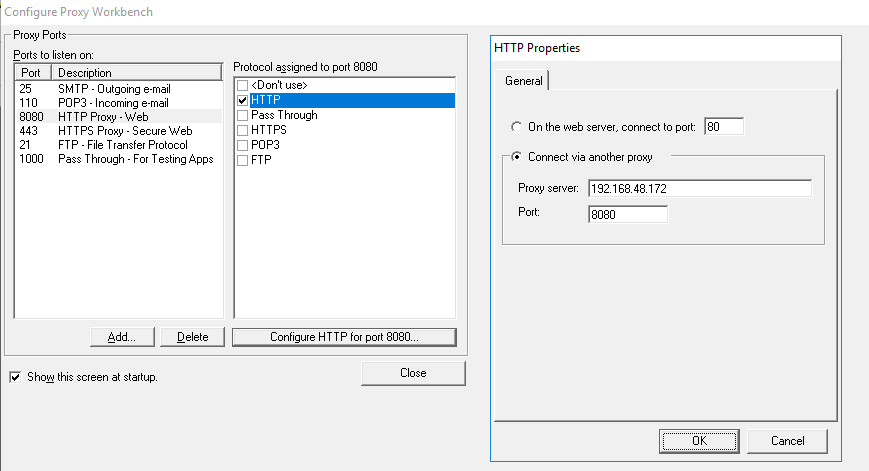 Configure Proxy Workbench
Proxy Ports
Ports to listen on:
Port Description
25 SMTP - Outgoing e-mail
110 POP3 - Incoming e-mail
8080 HTTP Proxy - Web
443 HTTPS Proxy - Secure Web
21 FTP - File Transfer Protocol
1000 Pass Through - For Testing Apps
Add...
Delete
Protocol assigned to port 8080
<Don't use>
HTTP
Pass Through
HTTPS
POP3
FTP
Configure HTTP for port 8080...
Show this screen at startup.
Close
HTTP Properties
General
On the web server, connect to port: 80
Connect via another proxy
Proxy server: 192.168.48.172
Port: 8080
OK
Cancel